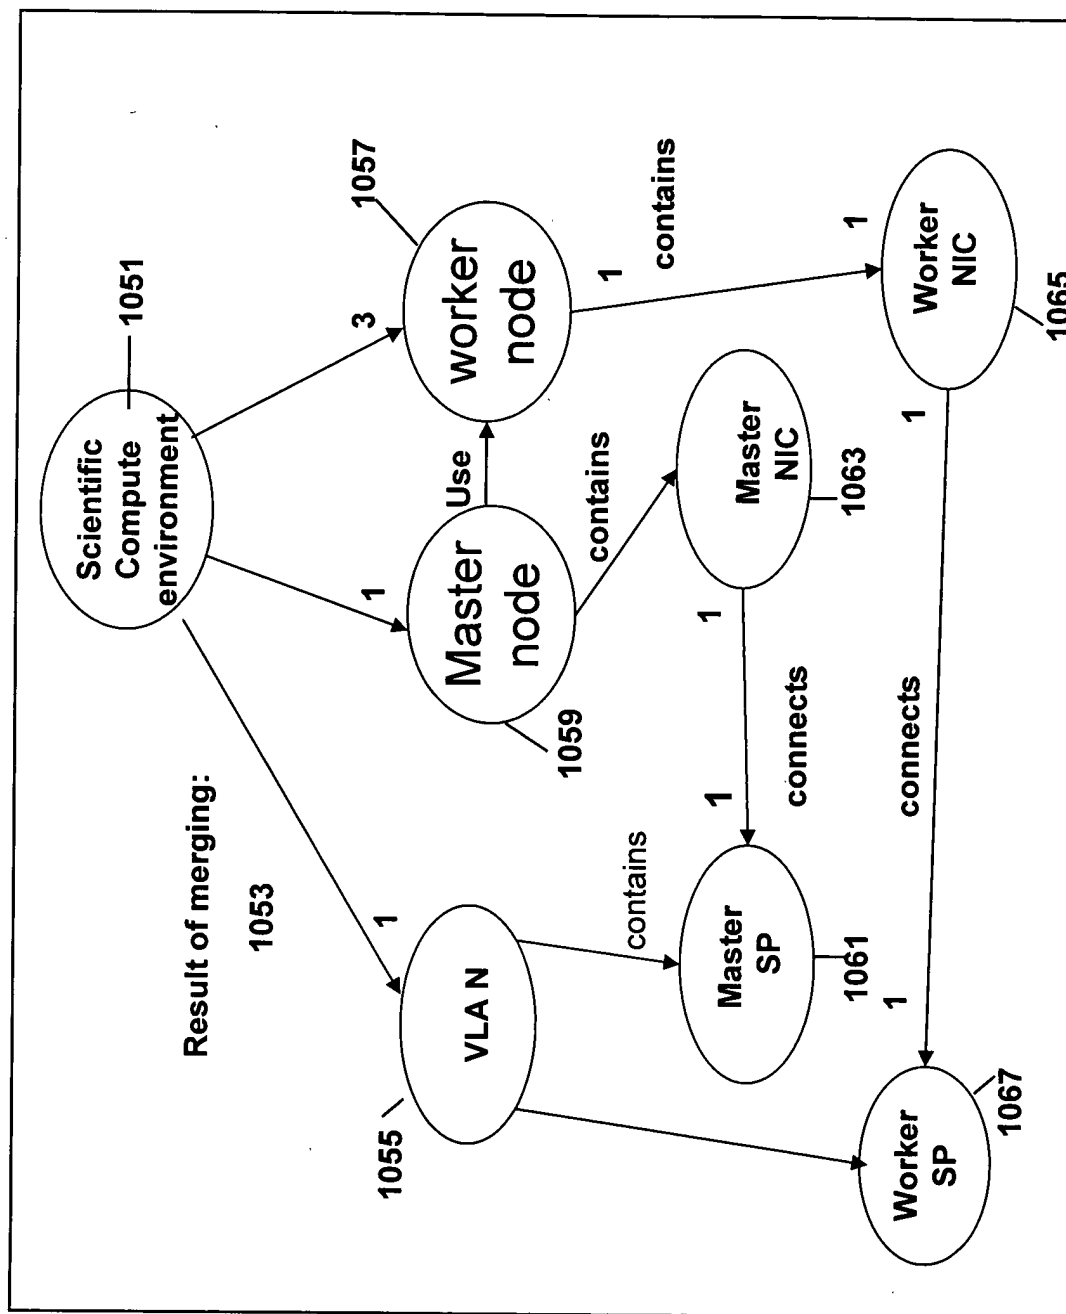 Scientific
Compute
environment
1051
Result of merging:
1053
1
1
3
1057
1055
VLA N
Master
node
Use
worker
node
1059
contains
contains
1
contains
1
1
1
Master
SP
Master
NIC
connects
1061
1063
1
1
connects
Worker
SP
Worker
NIC
1067
1065